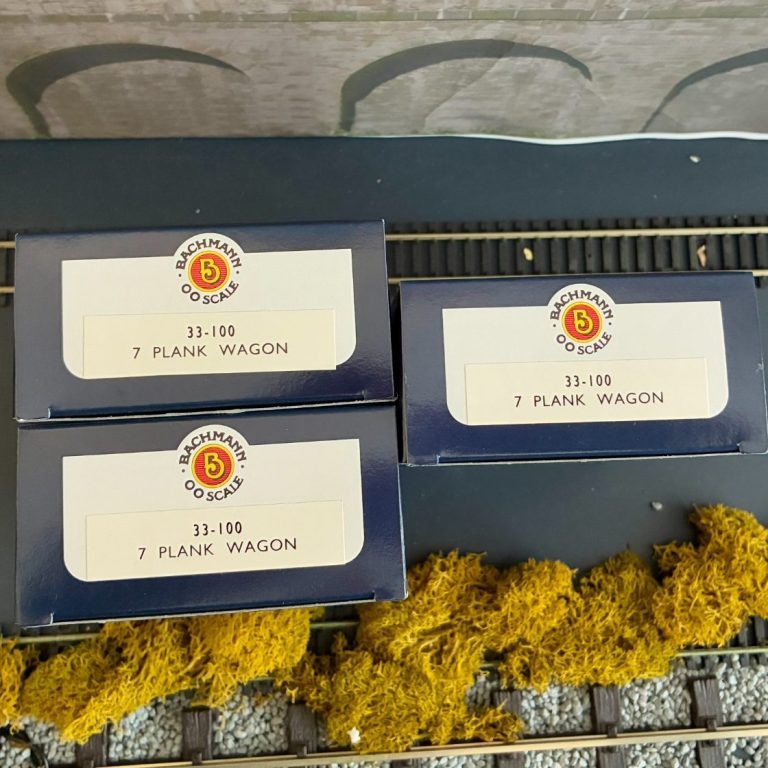 BACHMANN
OO SCALE
33-100
7 PLANK WAGON
BACHMANN
OO SCALE
33-100
7 PLANK WAGON
BACHMANN
OO SCALE
33-100
7 PLANK WAGON